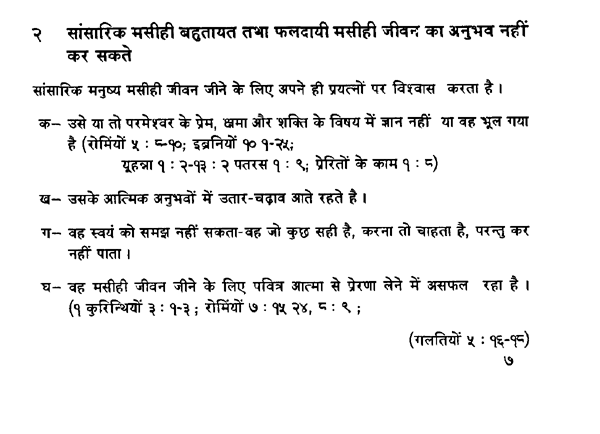 २ सांसारिक मसीही बहुतायत तथा फलदायी मसीही जीवन का अनुभव नहीं
कर सकते
सांसारिक मनुष्य मसीही जीवन जीने के लिए अपने ही प्रयत्नों पर विश्वास करता है।
क– उसे या तो परमेश्वर के प्रेम, क्षमा और शक्ति के विषय में ज्ञान नहीं या वह भूल गया
है (रोमियों ५ : ८-१०; इब्रनियों १० १-२५;
यूहन्ना १ : २-१३ : २ पतरस १ : ९; प्रेरितों के काम १ : ८)
ख– उसके आत्मिक अनुभवों में उतार-चढ़ाव आते रहते है।
ग– वह स्वयं को समझ नहीं सकता-वह जो कुछ सही है, करना तो चाहता है, परन्तु कर
नहीं पाता।
घ– वह मसीही जीवन जीने के लिए पवित्र आत्मा से प्रेरणा लेने में असफल रहा है।
(१ कुरिन्थियों ३ : १-३ ; रोमियों ७ : १५ २४, ८ : ९ ;
(गलतियों ५ : १६-१८)
७